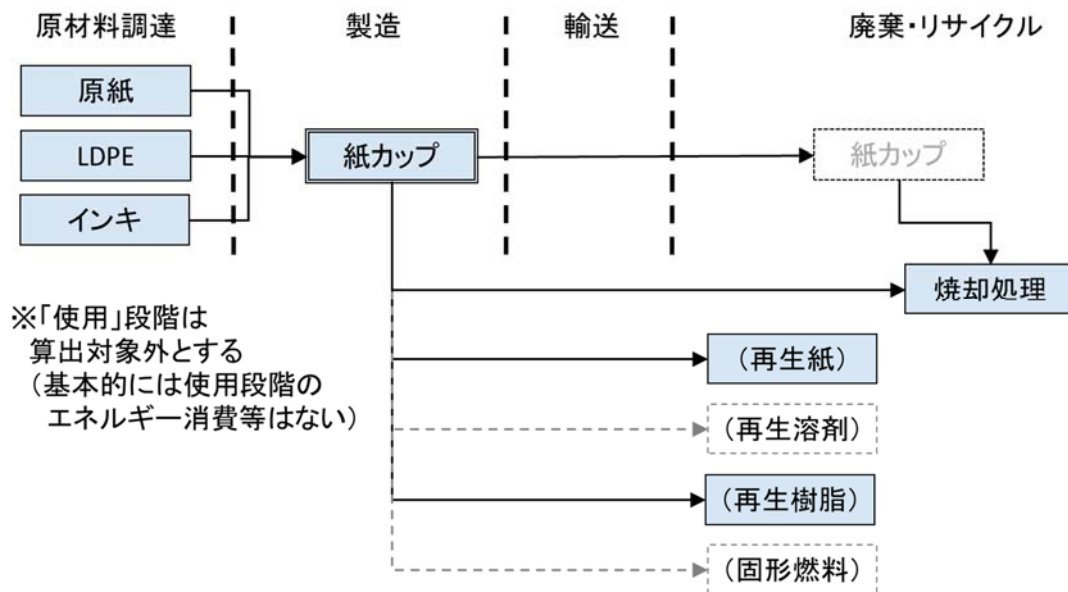 原材料調達
製造
輸送
廃棄・リサイクル
原紙
LDPE
インキ
紙カップ
紙カップ
焼却処理
※「使用」段階は
算出対象外とする
（基本的には使用段階の
エネルギー消費等はない）
（再生紙）
（再生溶剤）
（再生樹脂）
（固形燃料）